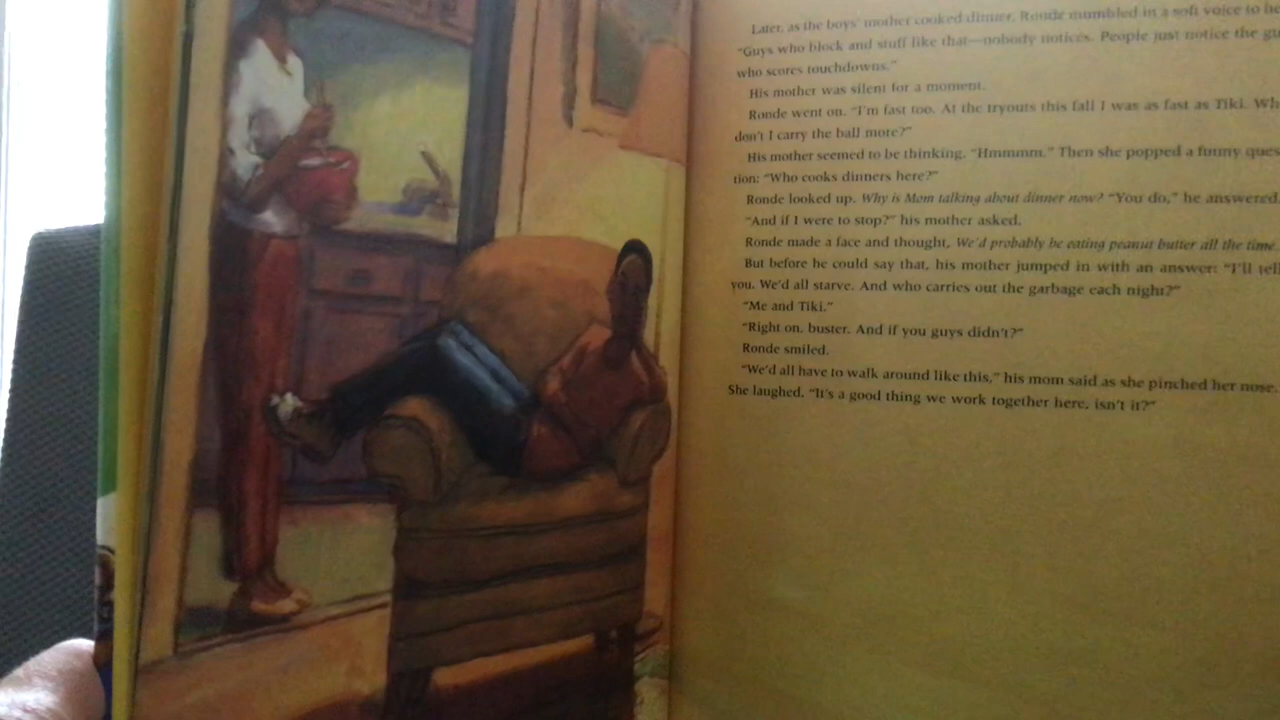 Later, as the boys' mother cooked dinner, Ronde mumbled in a soft voice to
"Guys who block and stuff like that—nobody notices. People just notice the
who scores touchdowns."
His mother was silent for a moment.
Ronde went on. "I'm fast too. At the tryouts this fall I was as fast as Tiki.
don't I carry the ball more?"
His mother seemed to be thinking. "Hmmmm." Then she popped a funny ques-
tion: "Who cooks dinners here?"
Ronde looked up. Why is Mom talking about dinner now? "You do," he answered.
"And if I were to stop?" his mother asked.
Ronde made a face and thought, We'd probably be eating peanut butter all the time.
But before he could say that, his mother jumped in with an answer: "I'll tell
you. We'd all starve. And who carries out the garbage each night?"
"Me and Tiki."
"Right on, buster. And if you guys didn't?"
Ronde smiled.
"We'd all have to walk around like this," his mom said as she pinched her nose.
She laughed. "It's a good thing we work together here, isn't it?"